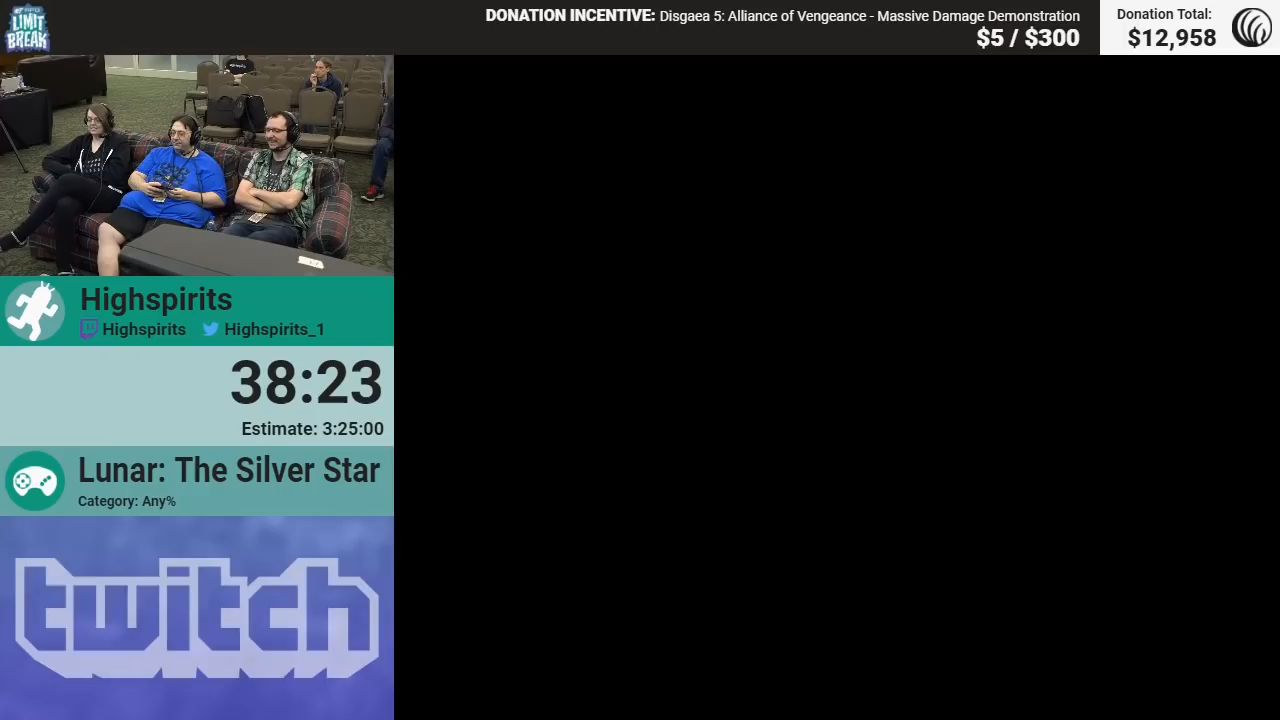 RPG
LIMIT
BREAK
DONATION INCENTIVE: Disgaea 5: Alliance of Vengeance - Massive Damage Demonstration
$5 / $300
Donation Total:
$12,958
Highspirits
Highspirits Highspirits_1
38:23
Estimate: 3:25:00
Lunar: The Silver Star
Category: Any%
twitch